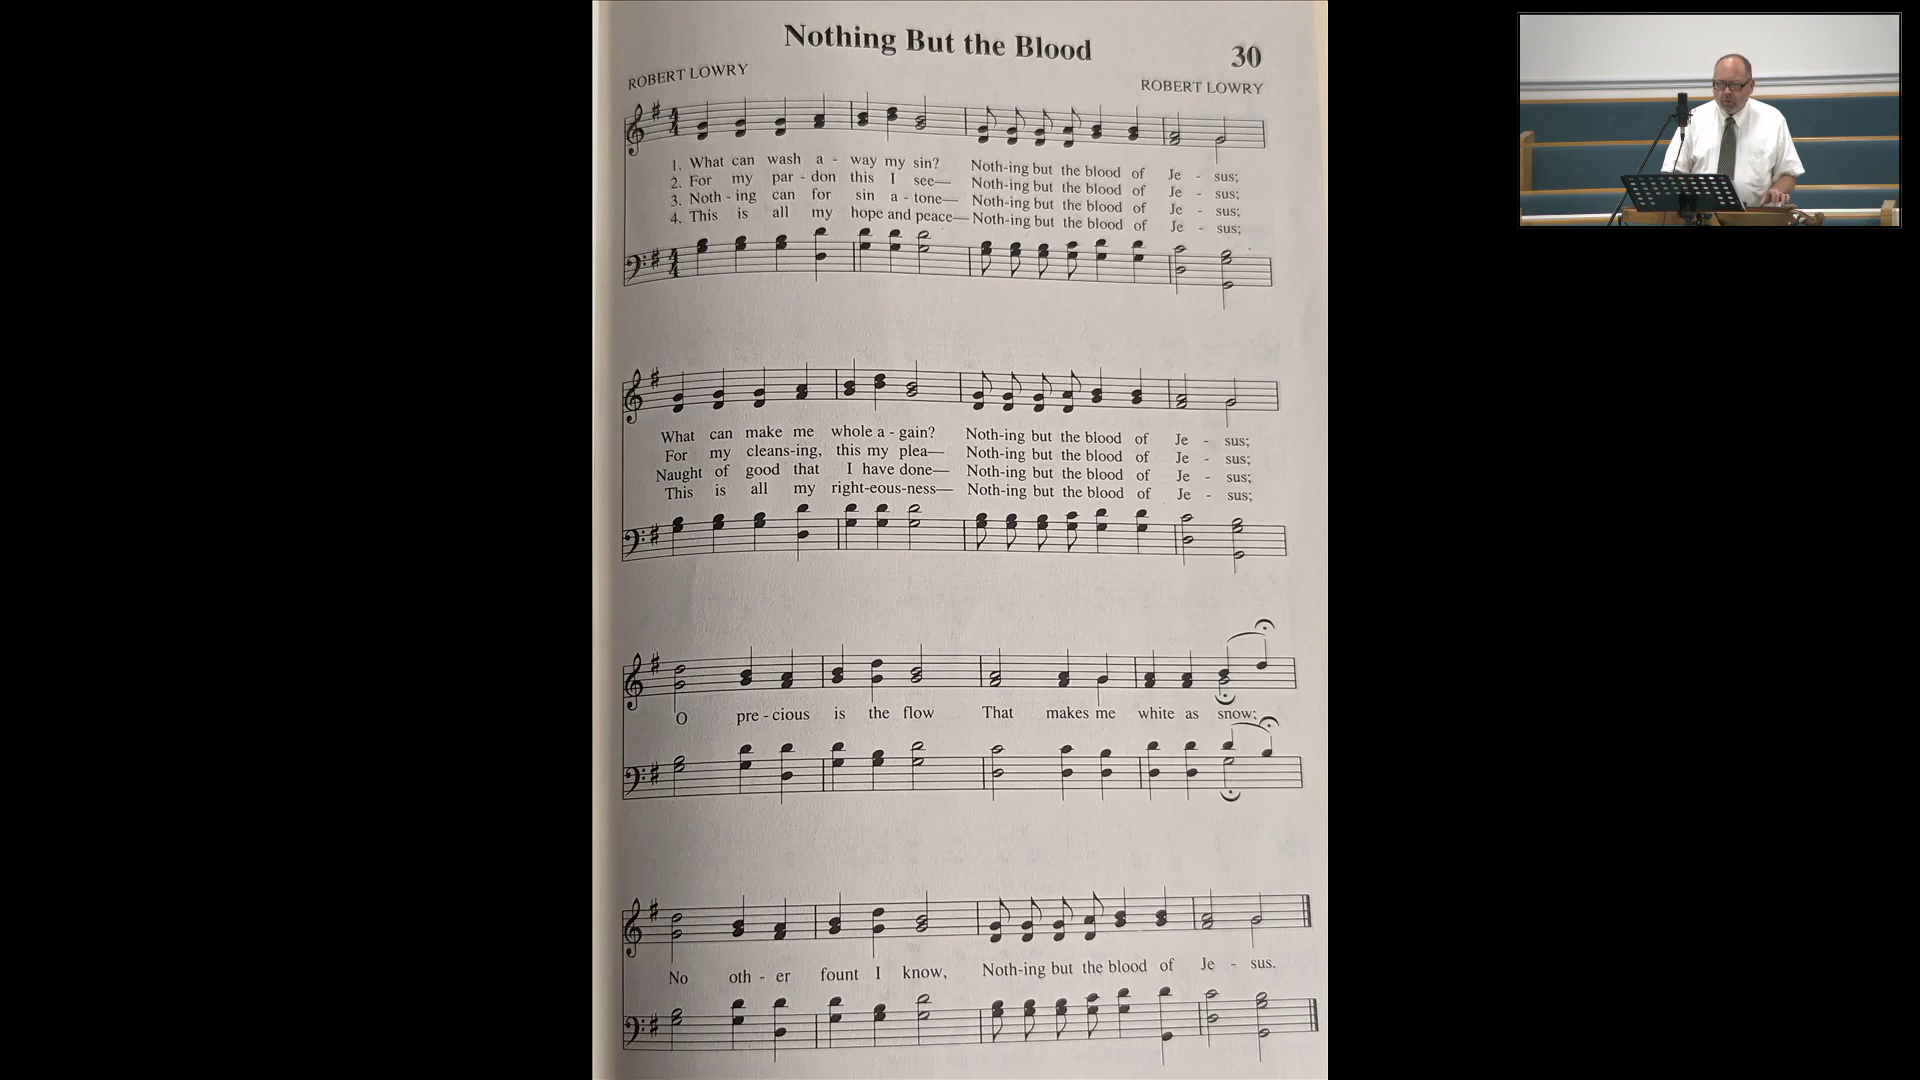 Nothing But the Blood
30
ROBERT LOWRY
ROBERT LOWRY
1. What can wash a - way my sin? Noth-ing but the blood of Je - sus;
2. For my par - don this I see— Noth-ing but the blood of Je - sus;
3. Noth - ing can for sin a - tone— Noth-ing but the blood of Je - sus;
4. This is all my hope and peace— Noth-ing but the blood of Je - sus;
What can make me whole a - gain? Noth-ing but the blood of Je - sus;
For my cleans-ing, this my plea— Noth-ing but the blood of Je - sus;
Naught of good that I have done— Noth-ing but the blood of Je - sus;
This is all my right-eous-ness— Noth-ing but the blood of Je - sus;
O pre - cious is the flow That makes me white as snow;
No oth - er fount I know, Noth-ing but the blood of Je - sus.